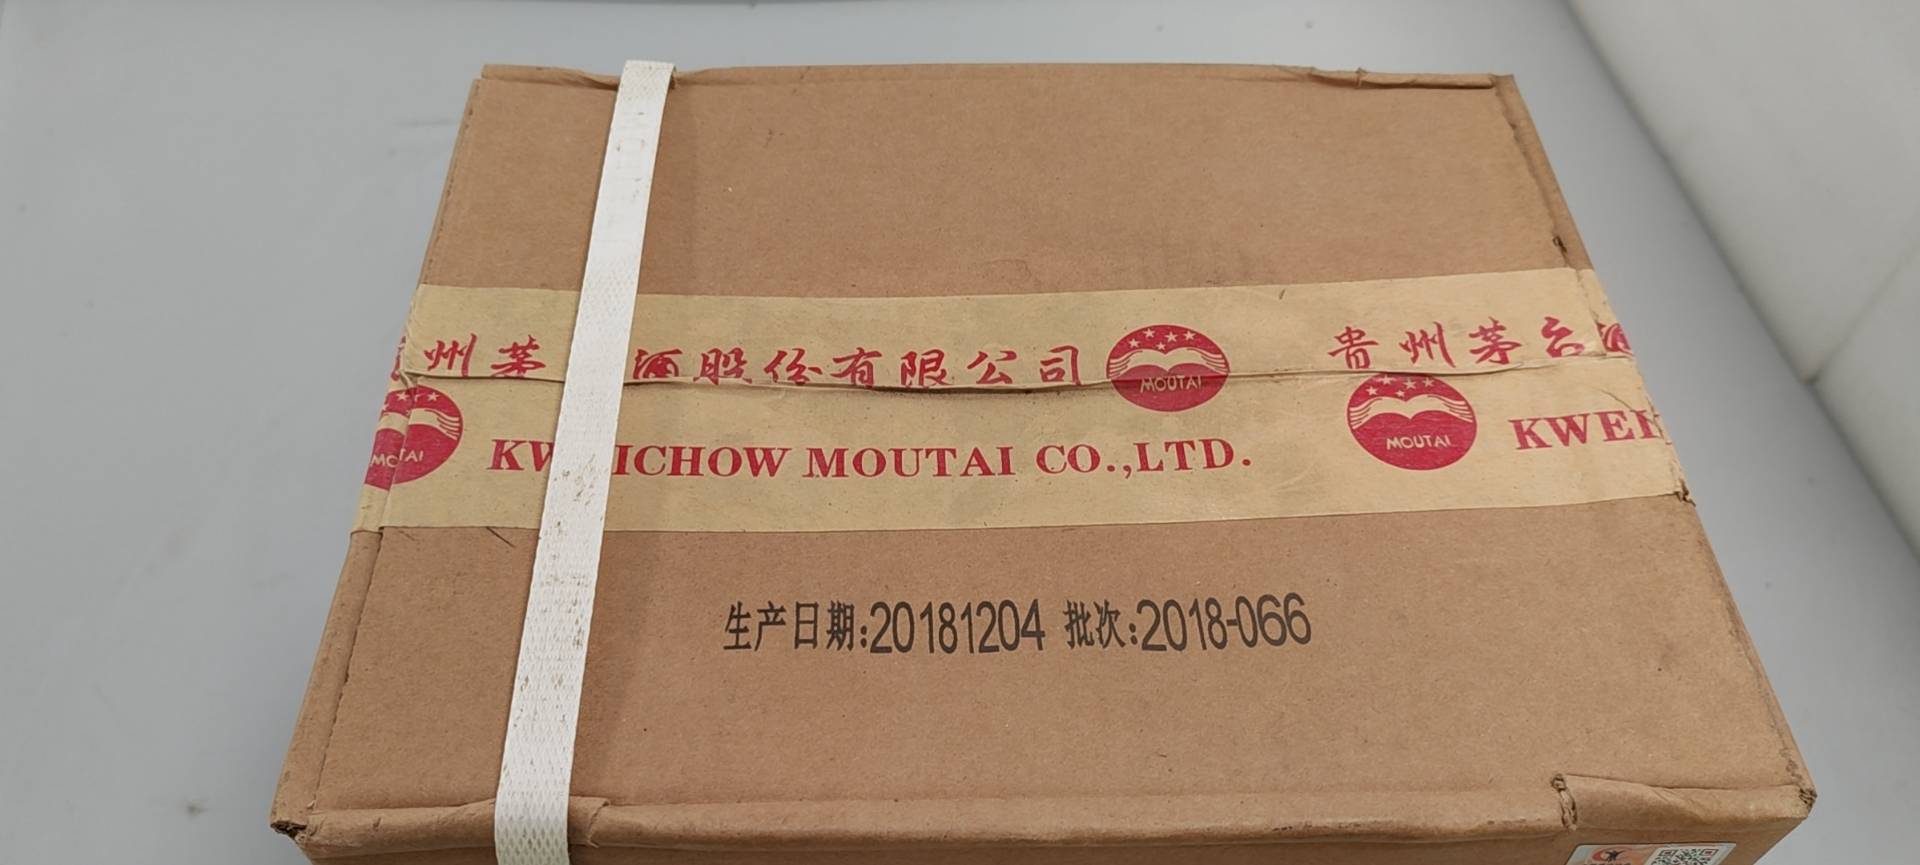 州茅 酒股份有限公司 MOUTAI 贵州茅台酒
MOUTAI KW ICHOW MOUTAI CO.,LTD. MOUTAI KWEI
生产日期:20181204 批次:2018-066